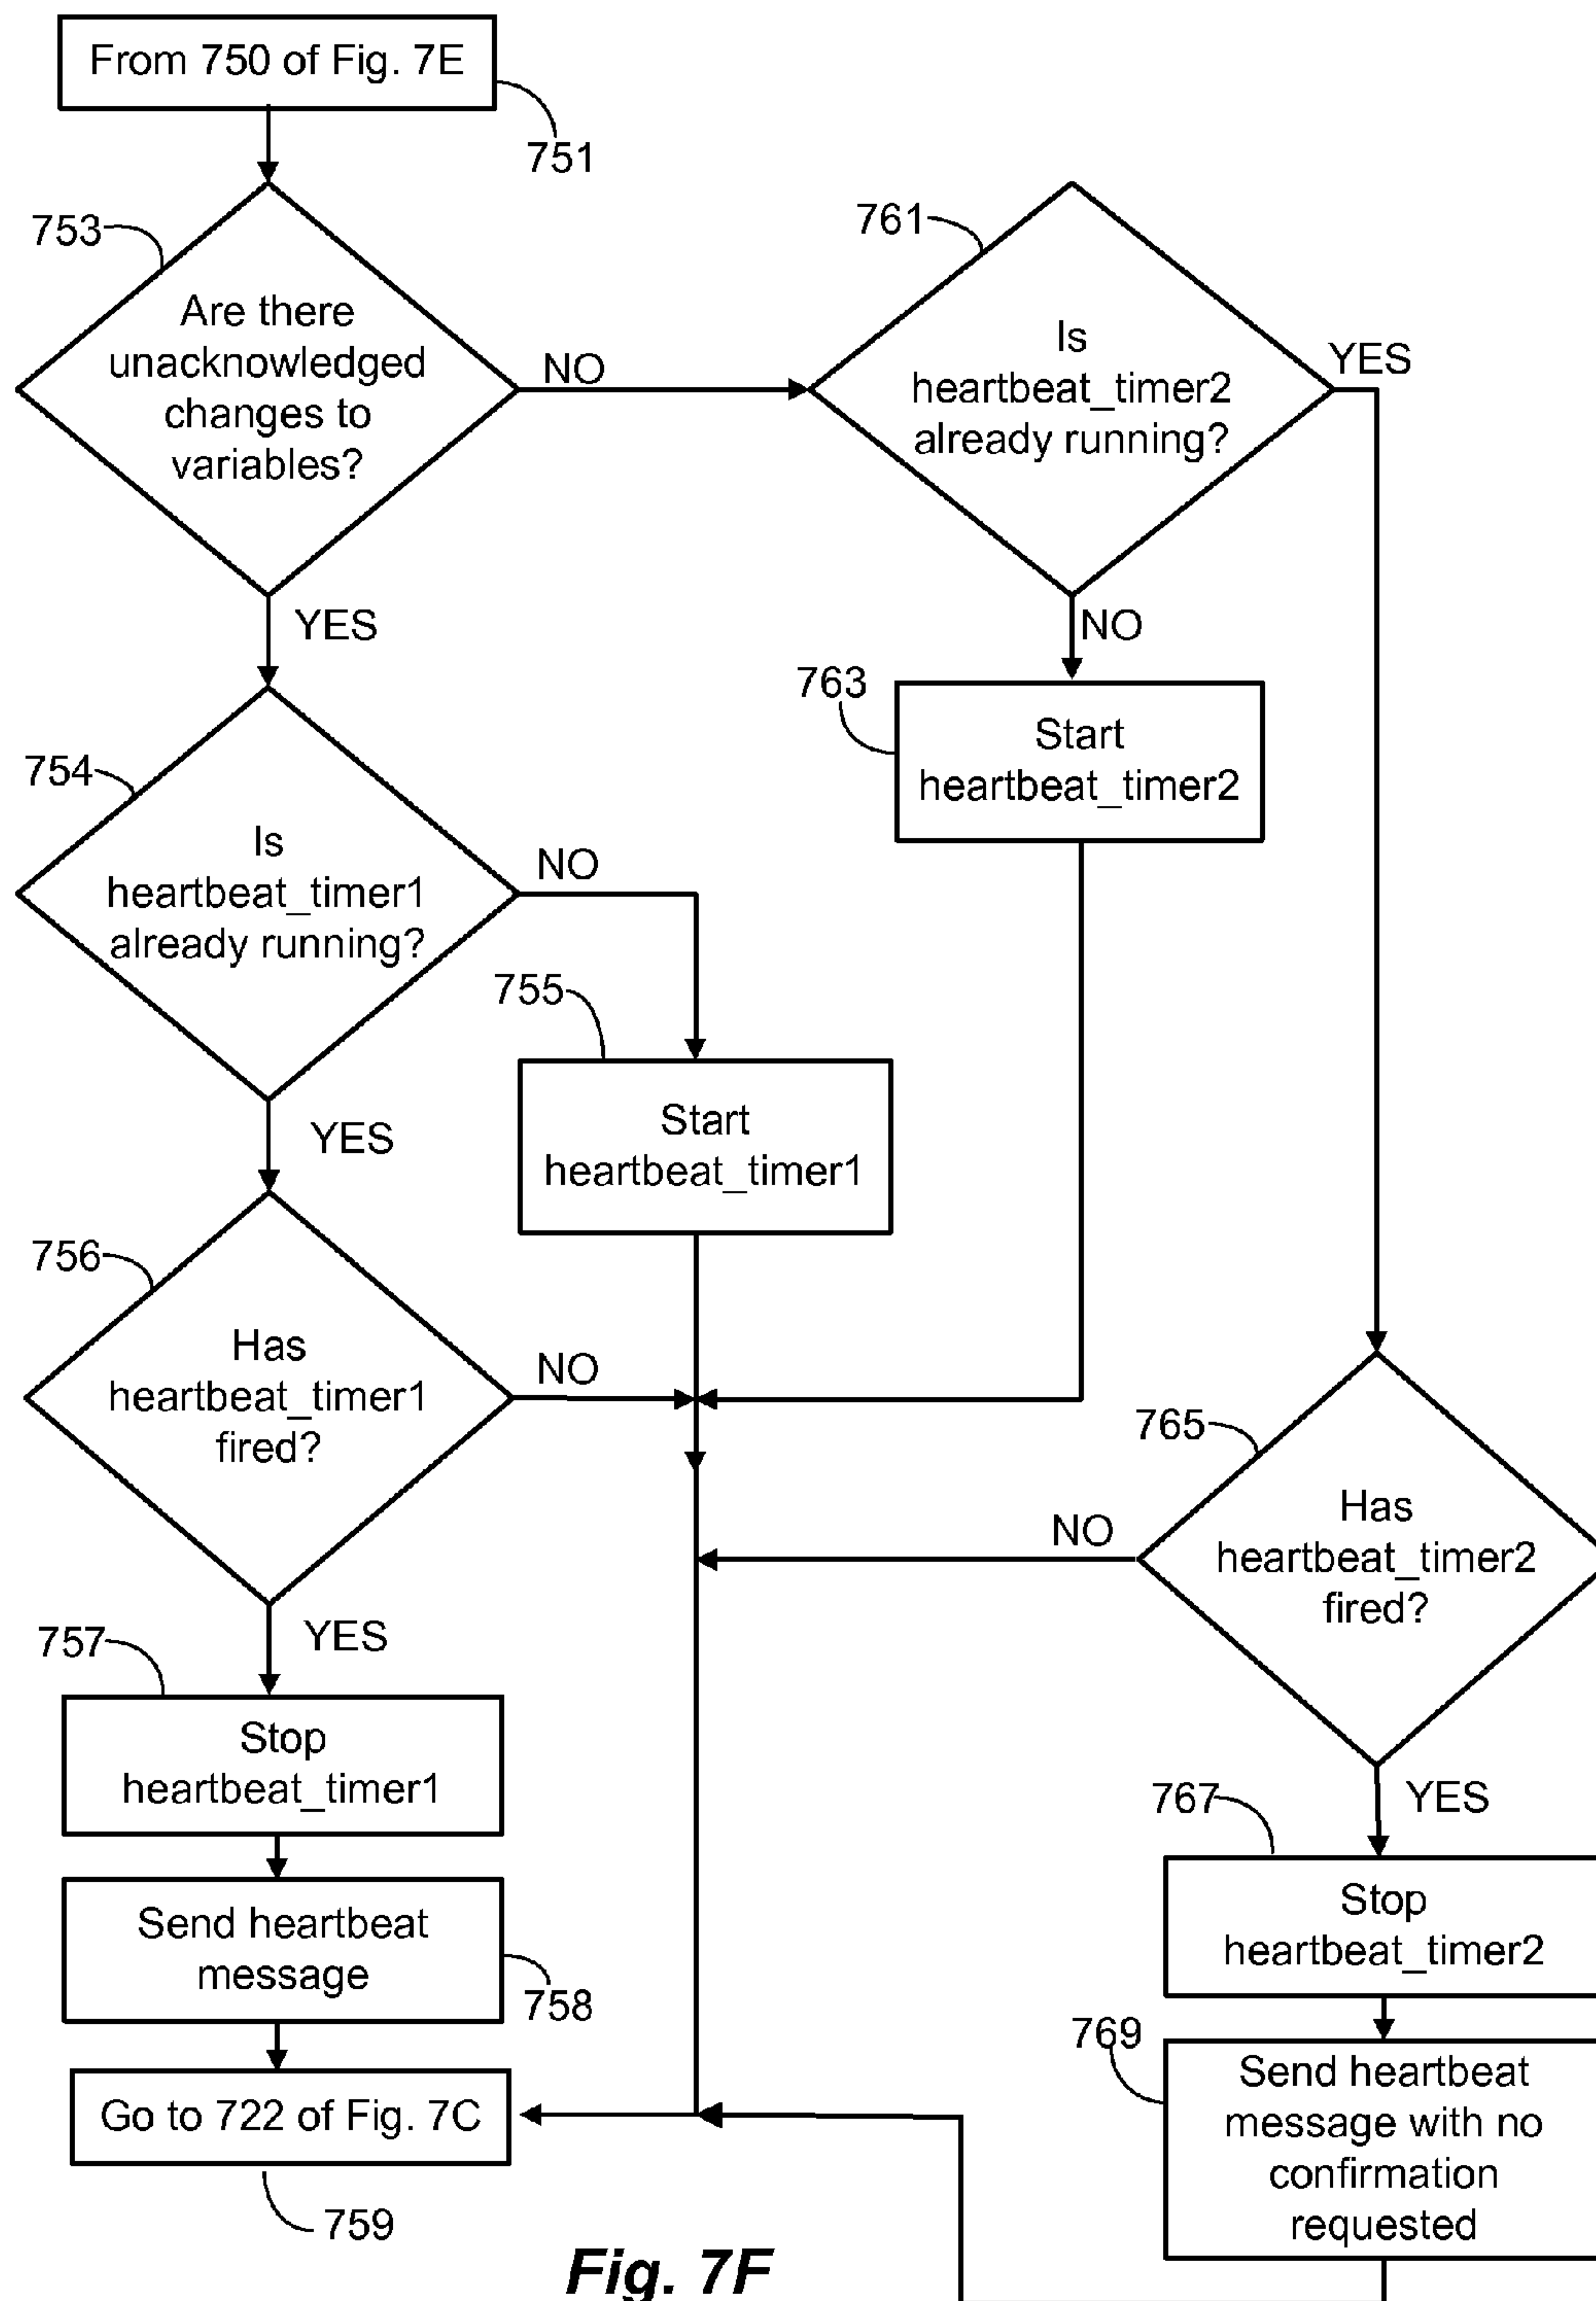 From 750 of Fig. 7E
751
753
Are there
unacknowledged
changes to
variables?
NO
YES
761
Is
heartbeat_timer2
already running?
YES
NO
763
Start
heartbeat_timer2
754
Is
heartbeat_timer1
already running?
NO
YES
755
Start
heartbeat_timer1
756
Has
heartbeat_timer1
fired?
NO
YES
765
Has
heartbeat_timer2
fired?
NO
YES
757
Stop
heartbeat_timer1
Send heartbeat
message
758
Go to 722 of Fig. 7C
759
767
Stop
heartbeat_timer2
769
Send heartbeat
message with no
confirmation
requested
Fig. 7F